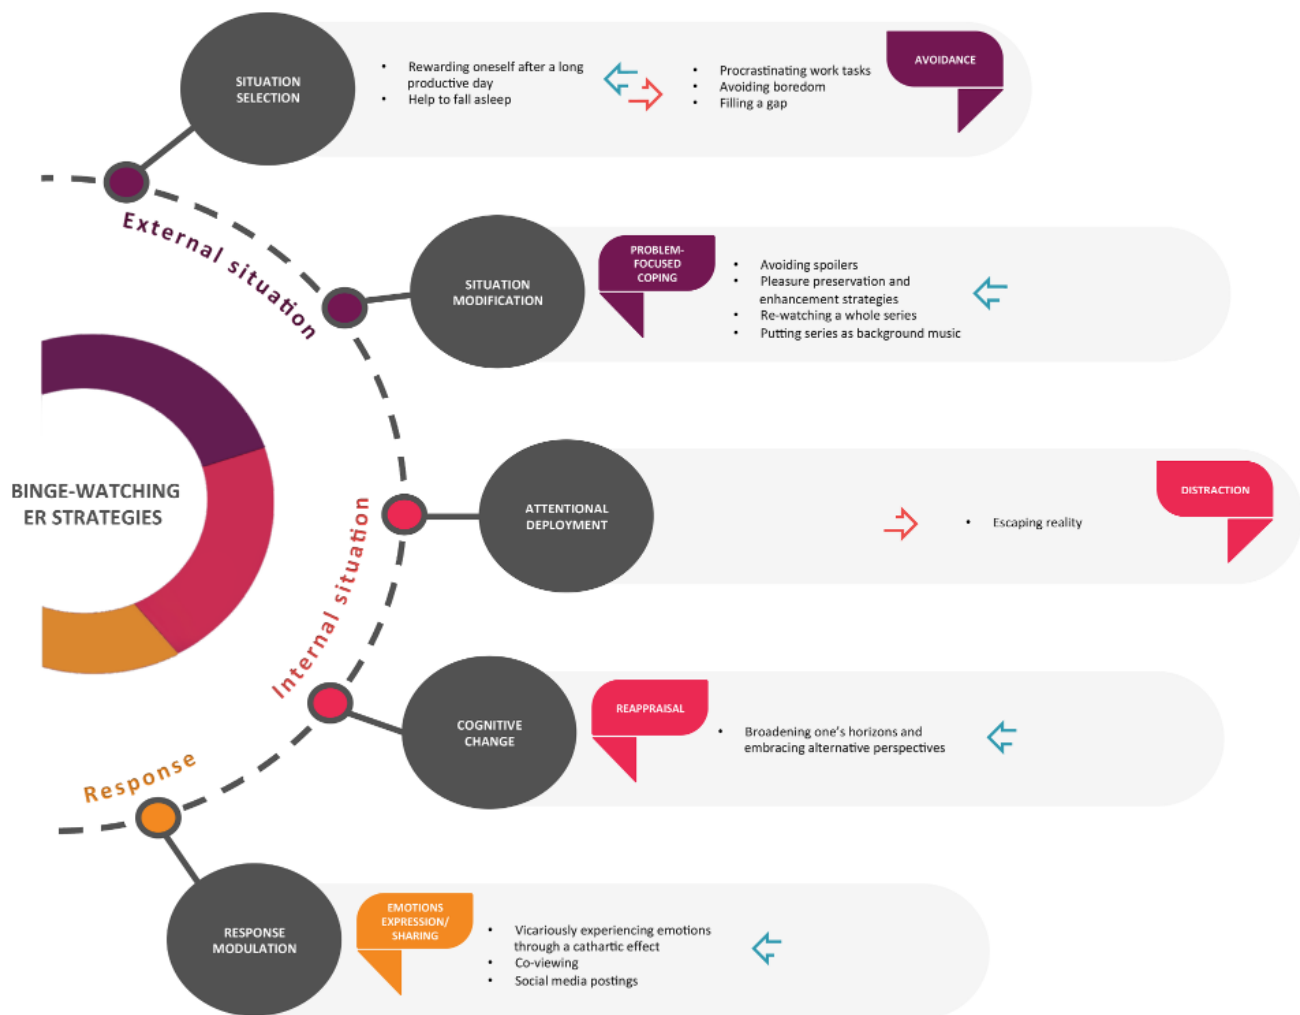 SITUATION
SELECTION
• Rewarding oneself after a long
productive day
• Help to fall asleep
• Procrastinating work tasks
• Avoiding boredom
• Filling a gap
AVOIDANCE
External situation
SITUATION
MODIFICATION
PROBLEM-
FOCUSED
COPING
• Avoiding spoilers
• Pleasure preservation and
enhancement strategies
• Re-watching a whole series
• Putting series as background music
BINGE-WATCHING
ER STRATEGIES
Internal situation
ATTENTIONAL
DEPLOYMENT
• Escaping reality
DISTRACTION
COGNITIVE
CHANGE
REAPPRAISAL
• Broadening one's horizons and
embracing alternative perspectives
Response
RESPONSE
MODULATION
EMOTIONS
EXPRESSION/
SHARING
• Vicariously experiencing emotions
through a cathartic effect
• Co-viewing
• Social media postings